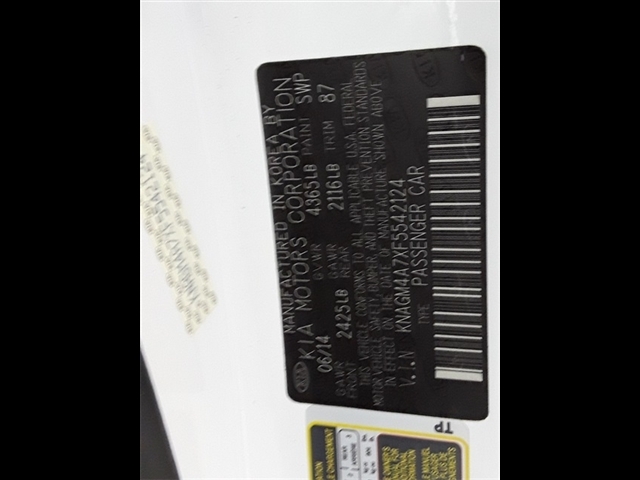 MANUFACTURED IN KOREA BY
KIA MOTORS CORPORATION
06/14 GVWR 4365LB PAINT SWP
GAWR FRONT 2425LB GAWR REAR 2116LB TRIM 87
THIS VEHICLE CONFORMS TO ALL APPLICABLE U.S.A. FEDERAL
MOTOR VEHICLE SAFETY, BUMPER, AND THEFT PREVENTION STANDARDS
IN EFFECT ON THE DATE OF MANUFACTURE SHOWN ABOVE.
V.I.N KNAGM4A7XF5542124
TYPE PASSENGER CAR
KIA
KIA
TP